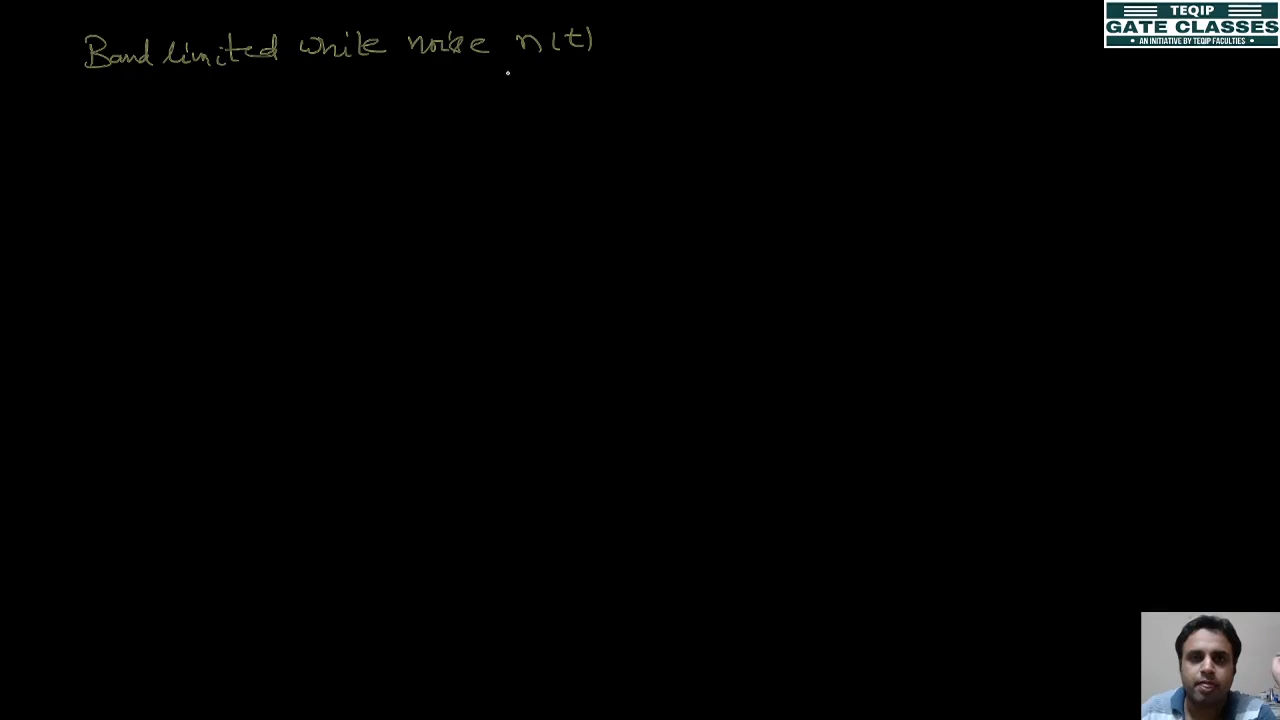 Band limited white noise n(t)
TEQIP
GATE CLASSES
• AN INITIATIVE BY TEQIP FACULTIES •